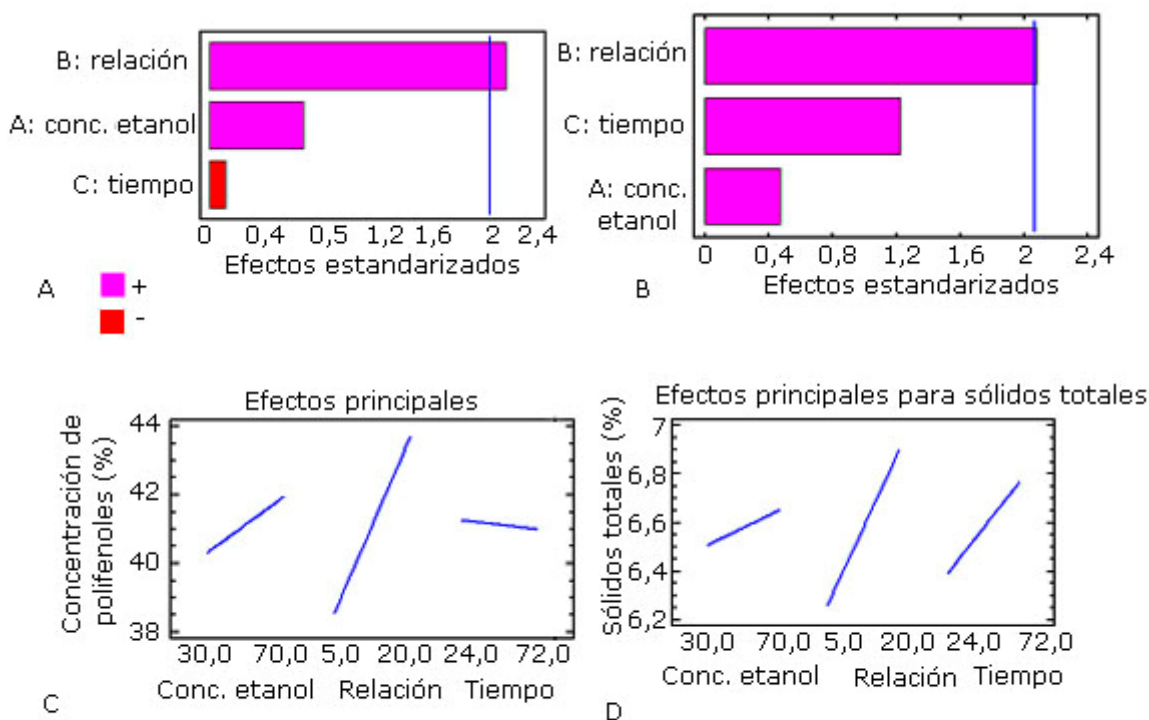 B: relación
A: conc. etanol
C: tiempo
0 0,4 0,5 1,2 1,6 2 2,4
Efectos estandarizados
A
+
-
B: relación
C: tiempo
A: conc.
etanol
0 0,4 0,8 1,2 1,6 2 2,4
Efectos estandarizados
B
Efectos principales
Concentración de
polifenoles (%)
44
42
40
38
30,0 70,0 5,0 20,0 24,0 72,0
Conc. etanol Relación Tiempo
C
Efectos principales para sólidos totales
Sólidos totales (%)
7
6,8
6,6
6,4
6,2
30,0 70,0 5,0 20,0 24,0 72,0
Conc. etanol Relación Tiempo
D